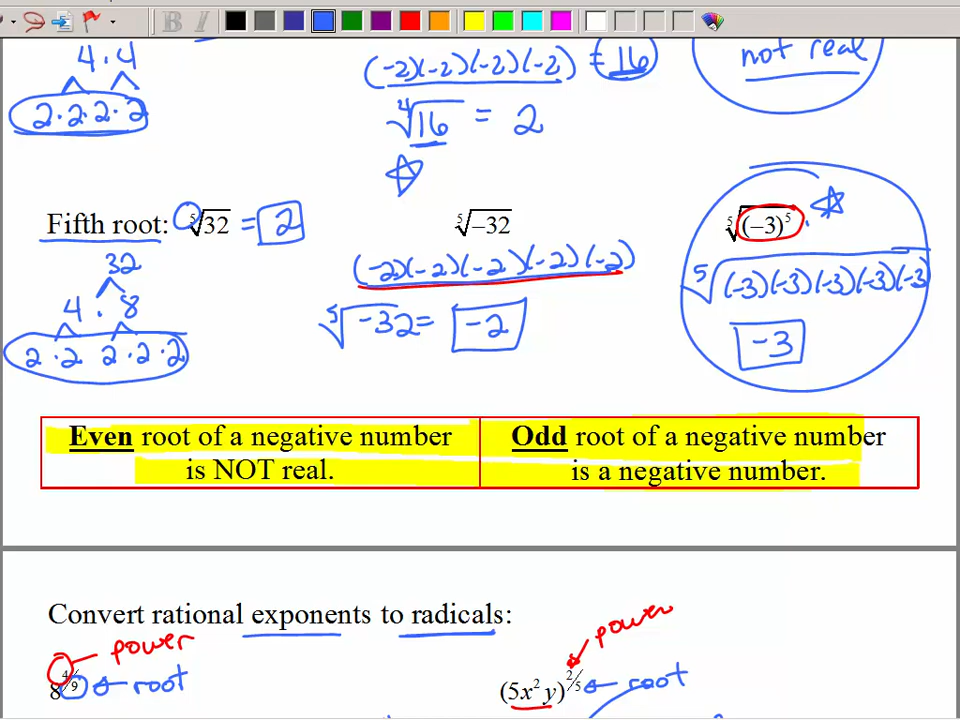 4 · 4
2 · 2 · 2 · 2
(-2)(-2)(-2)(-2) = 16
⁴√16 = 2
not real
Fifth root: ⁵√32 = 2
32
4 · 8
2 · 2 2 · 2 · 2
⁵√−32
(-2)(-2)(-2)(-2)(-2)
⁵√-32 = -2
⁵√(−3)⁵
⁵√(-3)(-3)(-3)(-3)(-3)
-3
Even root of a negative number
is NOT real.
Odd root of a negative number
is a negative number.
Convert rational exponents to radicals:
power
8^(4/9) root
power
(5x²y)^(2/5) root